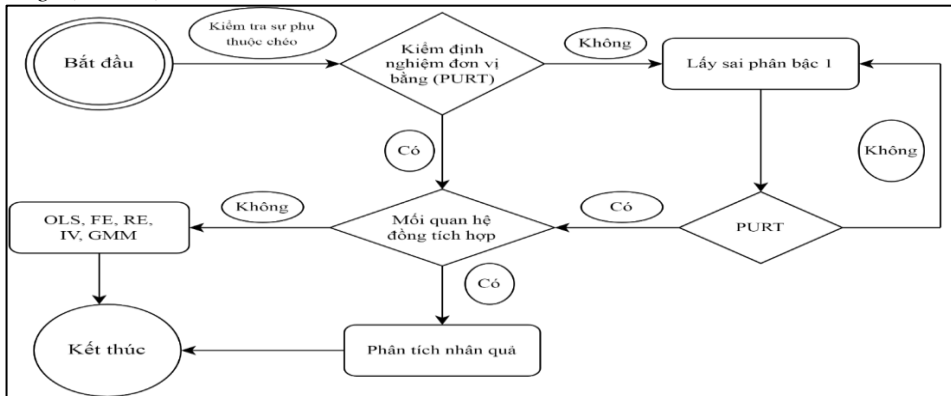 Bắt đầu
Kiểm tra sự phụ
thuộc chéo
Kiểm định
nghiệm đơn vị
bảng (PURT)
Không
Lấy sai phân bậc 1
Có
Không
OLS, FE, RE,
IV, GMM
Không
Mối quan hệ
đồng tích hợp
Có
PURT
Có
Kết thúc
Phân tích nhân quả